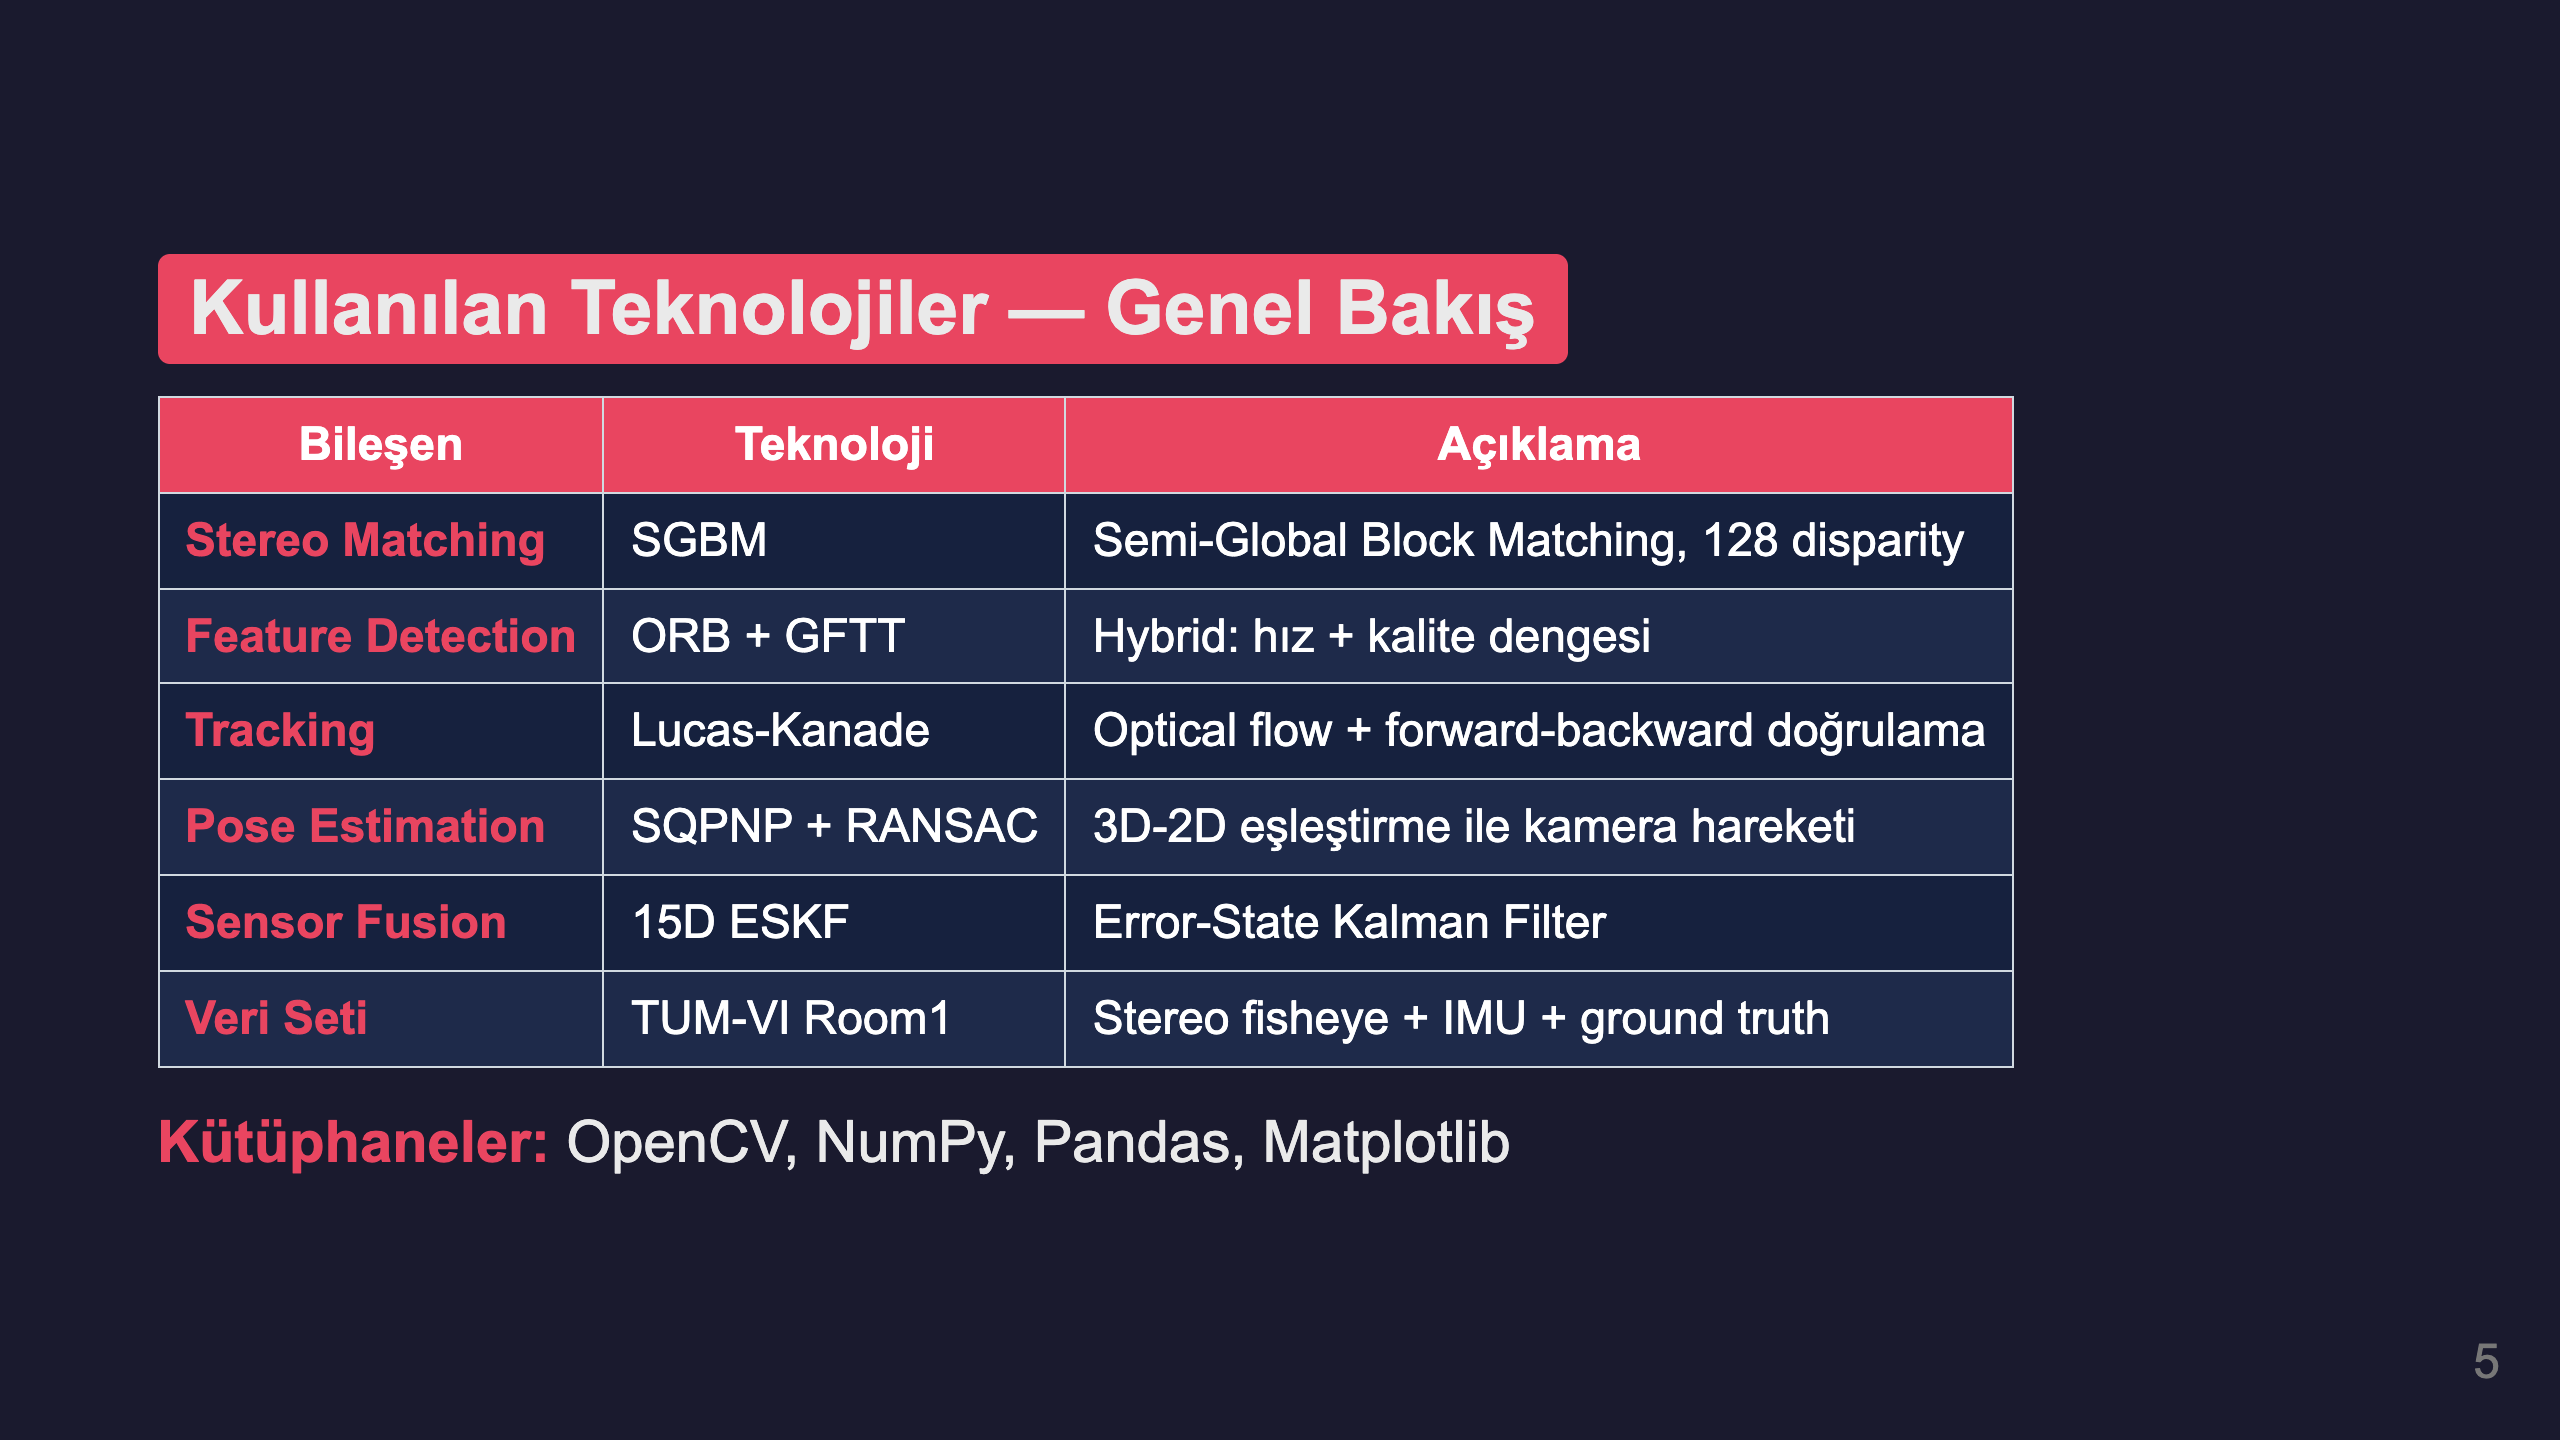 Kullanılan Teknolojiler — Genel Bakış
Bileşen Teknoloji Açıklama
Stereo Matching SGBM Semi-Global Block Matching, 128 disparity
Feature Detection ORB + GFTT Hybrid: hız + kalite dengesi
Tracking Lucas-Kanade Optical flow + forward-backward doğrulama
Pose Estimation SQPNP + RANSAC 3D-2D eşleştirme ile kamera hareketi
Sensor Fusion 15D ESKF Error-State Kalman Filter
Veri Seti TUM-VI Room1 Stereo fisheye + IMU + ground truth
Kütüphaneler: OpenCV, NumPy, Pandas, Matplotlib
5